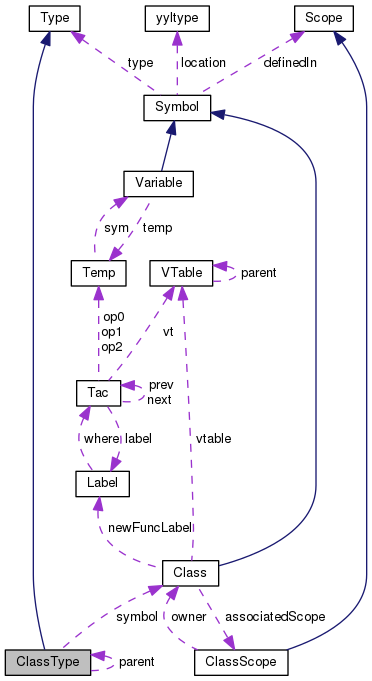 Type
yyltype
Scope
type
location
definedIn
Symbol
Variable
sym
temp
Temp
VTable
parent
op0
op1
op2
vt
Tac
prev
next
where
label
vtable
Label
newFuncLabel
Class
symbol
owner
associatedScope
ClassType
parent
ClassScope